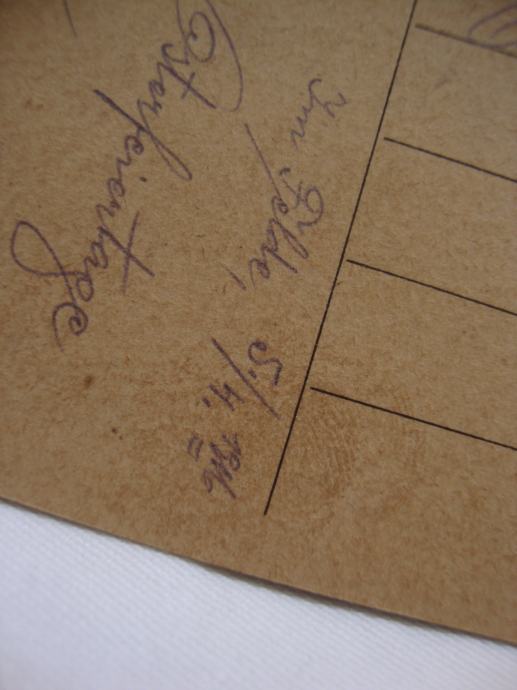 Im Felde, 5./4. 1916
Osterfeiertage